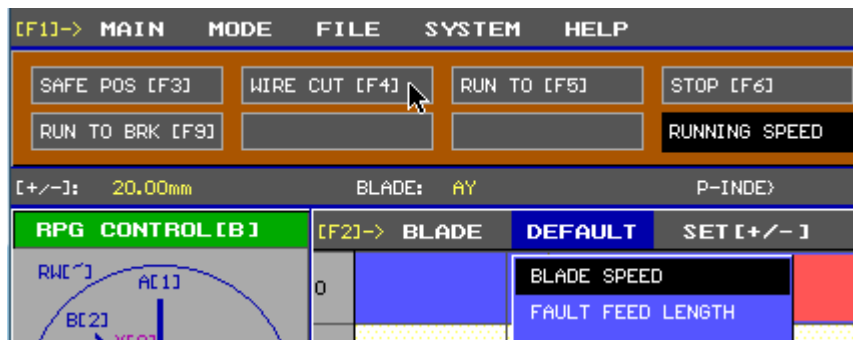 [F1]-> MAIN MODE FILE SYSTEM HELP
SAFE POS [F3] WIRE CUT [F4] RUN TO [F5] STOP [F6]
RUN TO BRK [F9] RUNNING SPEED
[+/-]: 20.00mm BLADE: AY P-INDE>
RPG CONTROL[B] [F2]-> BLADE DEFAULT SET[+/-]
RW[~] A[1] 0 BLADE SPEED
B[2] FAULT FEED LENGTH